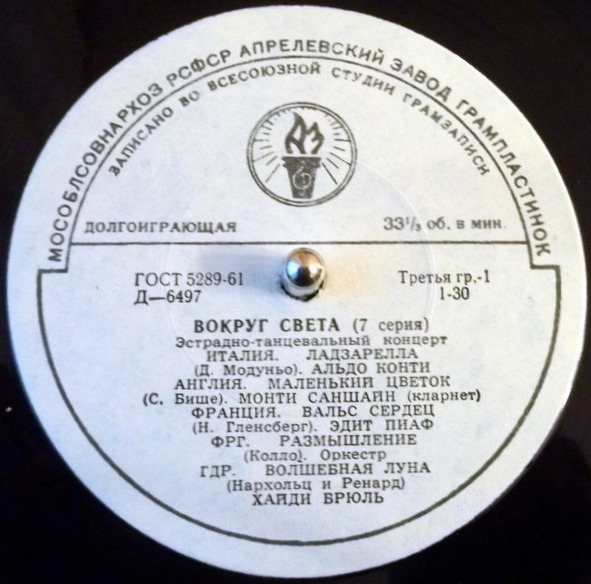 МОСОБЛСОВНАРХОЗ РСФСР АПРЕЛЕВСКИЙ ЗАВОД ГРАМПЛАСТИНОК
ЗАПИСАНО ВО ВСЕСОЮЗНОЙ СТУДИИ ГРАМЗАПИСИ
АЗ
ДОЛГОИГРАЮЩАЯ 33⅓ об. в мин.
ГОСТ 5289-61 Третья гр.-1
Д—6497 1-30
ВОКРУГ СВЕТА (7 серия)
Эстрадно-танцевальный концерт
ИТАЛИЯ. ЛАДЗАРЕЛЛА
(Д. Модуньо). АЛЬДО КОНТИ
АНГЛИЯ. МАЛЕНЬКИЙ ЦВЕТОК
(С. Бише). МОНТИ САНШАЙН (кларнет)
ФРАНЦИЯ. ВАЛЬС СЕРДЕЦ
(Н. Гленсберг). ЭДИТ ПИАФ
ФРГ. РАЗМЫШЛЕНИЕ
(Колло). Оркестр
ГДР. ВОЛШЕБНАЯ ЛУНА
(Нархольц и Ренард)
ХАЙДИ БРЮЛЬ